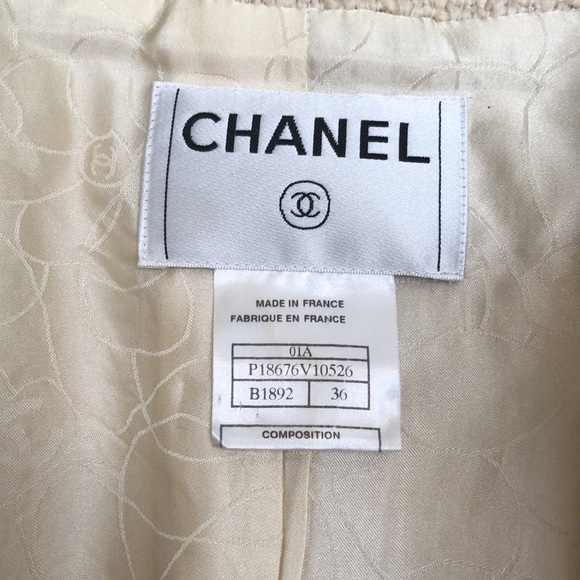 CHANEL
MADE IN FRANCE
FABRIQUE EN FRANCE
01A
P18676V10526
B1892 36
COMPOSITION